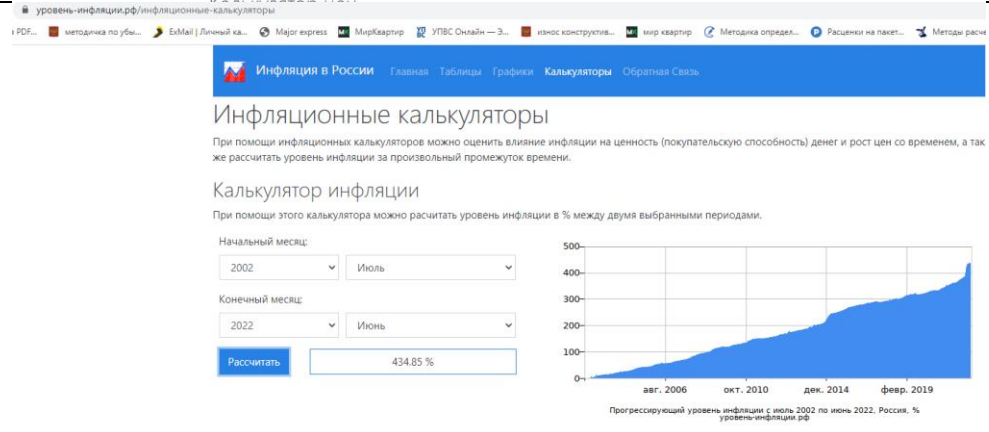 уровень-инфляции.рф/инфляционные-калькуляторы
PDF... методичка по убы... ExMail | Личный ка... Major express МирКвартир УПВС Онлайн — Э... износ конструктив... мир квартир Методика определ... Расценки на пакет... Методы расче
Инфляция в России Главная Таблицы Графики Калькуляторы Обратная Связь
Инфляционные калькуляторы
При помощи инфляционных калькуляторов можно оценить влияние инфляции на ценность (покупательскую способность) денег и рост цен со временем, а так
же рассчитать уровень инфляции за произвольный промежуток времени.
Калькулятор инфляции
При помощи этого калькулятора можно расчитать уровень инфляции в % между двумя выбранными периодами.
Начальный месяц:
2002 Июль
Конечный месяц:
2022 Июнь
Рассчитать 434.85 %
500
400
300
200
100
0
авг. 2006 окт. 2010 дек. 2014 февр. 2019
Прогрессирующий уровень инфляции с июль 2002 по июнь 2022, Россия, %
уровень-инфляции.рф